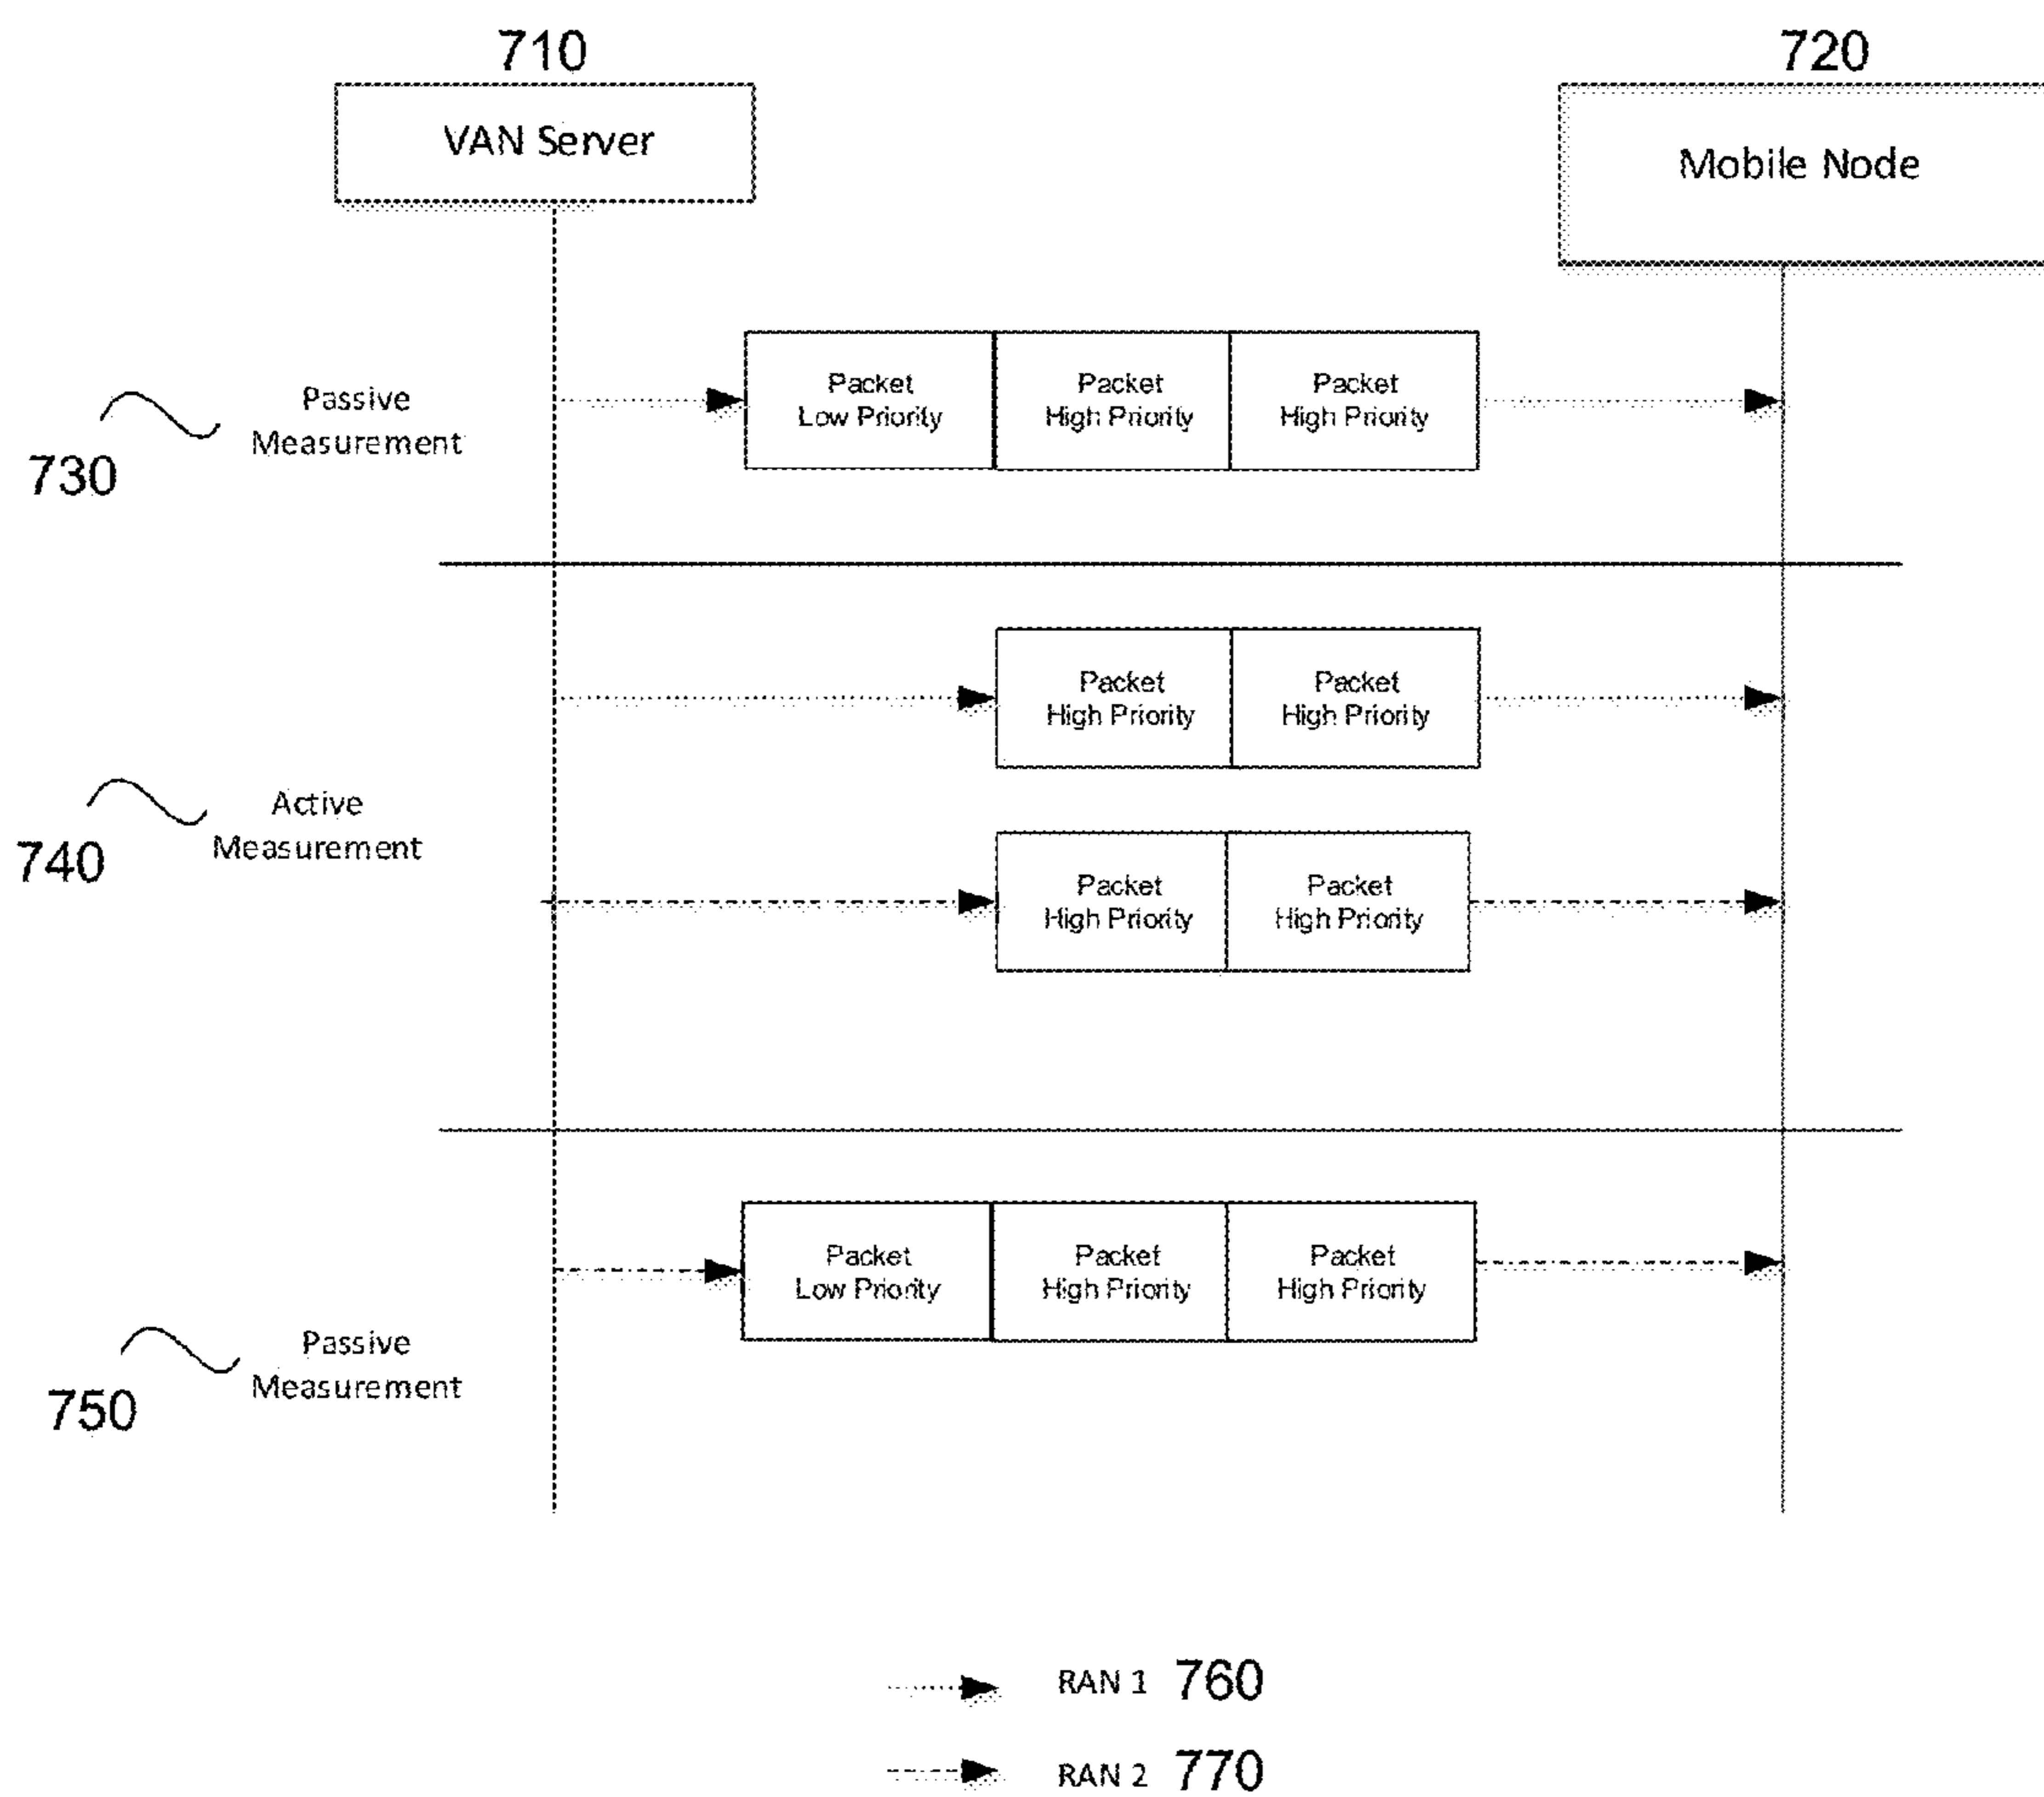 710
720
VAN Server
Mobile Node
Passive
Measurement
730
Packet
Low Priority
Packet
High Priority
Packet
High Priority
Packet
High Priority
Packet
High Priority
Active
Measurement
740
Packet
High Priority
Packet
High Priority
Packet
Low Priority
Packet
High Priority
Packet
High Priority
Passive
Measurement
750
RAN 1 760
RAN 2 770